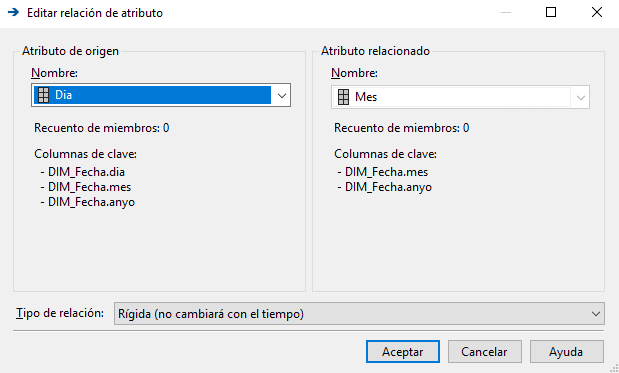 Editar relación de atributo
Atributo de origen
Nombre:
Dia
Recuento de miembros: 0
Columnas de clave:
- DIM_Fecha.dia
- DIM_Fecha.mes
- DIM_Fecha.anyo
Atributo relacionado
Nombre:
Mes
Recuento de miembros: 0
Columnas de clave:
- DIM_Fecha.mes
- DIM_Fecha.anyo
Tipo de relación:
Rígida (no cambiará con el tiempo)
Aceptar
Cancelar
Ayuda